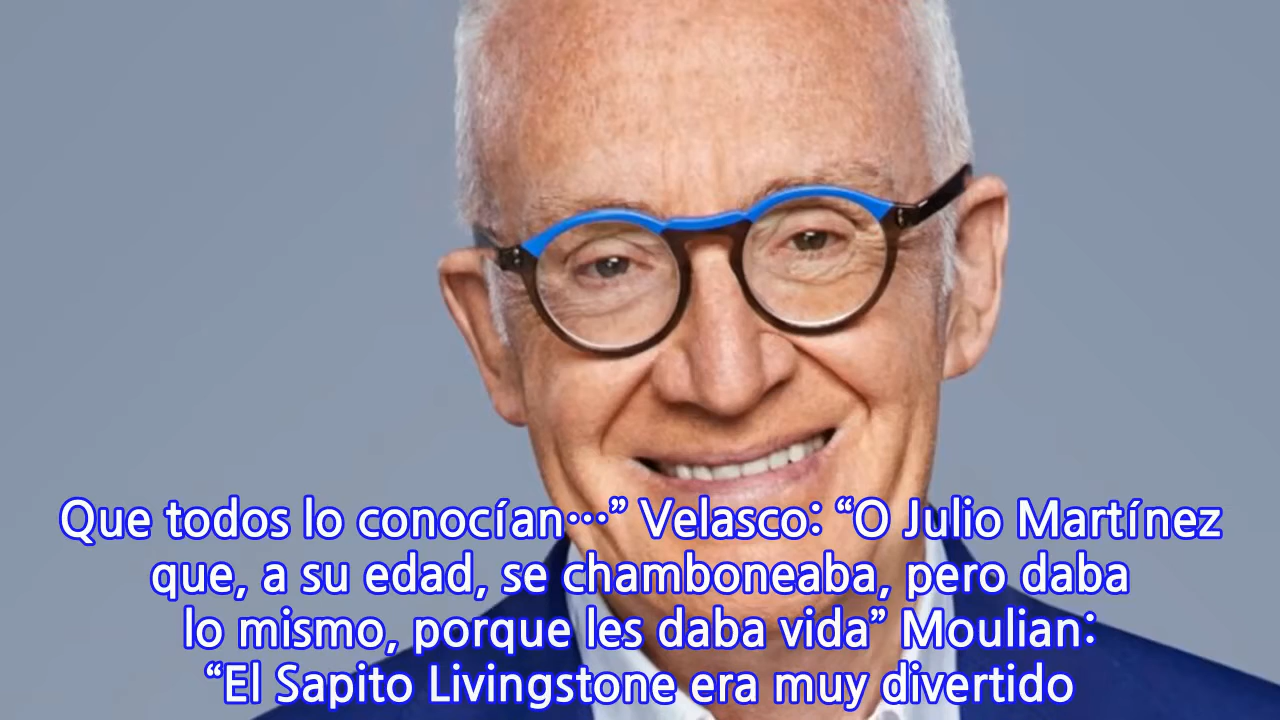 Que todos lo conocían…” Velasco: “O Julio Martínez
que, a su edad, se chamboneaba, pero daba
lo mismo, porque les daba vida” Moulian:
“El Sapito Livingstone era muy divertido